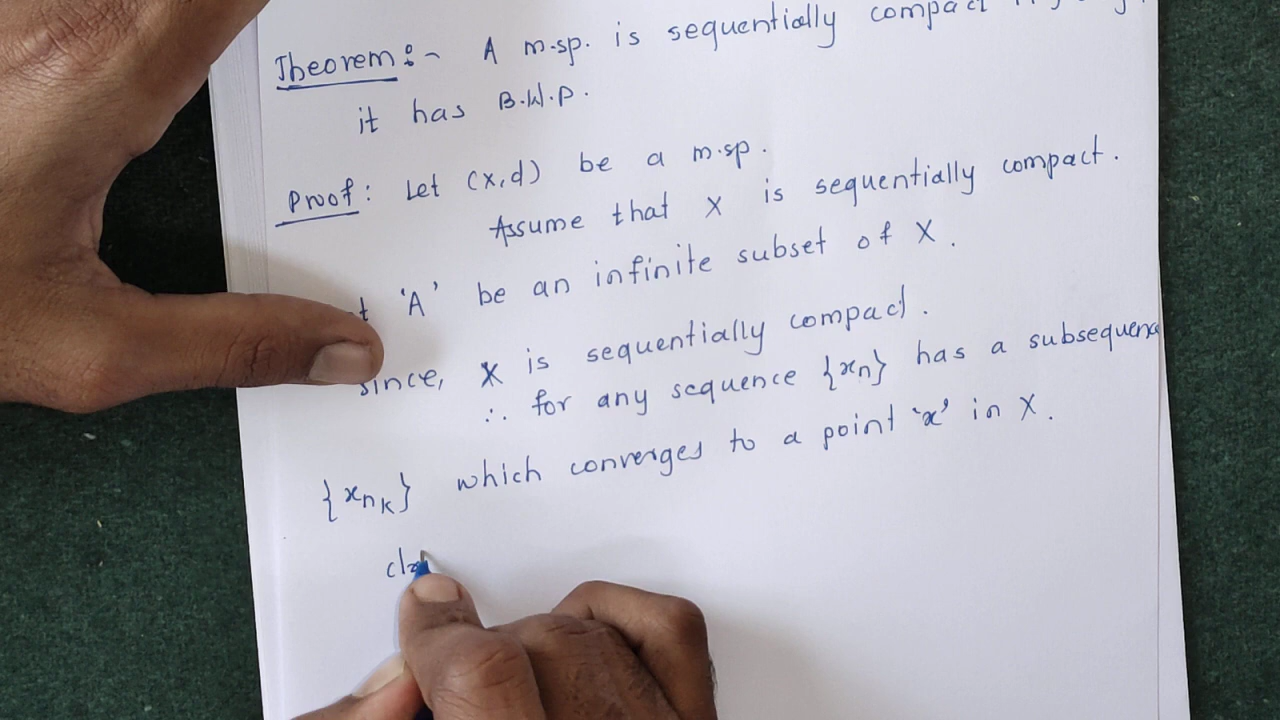 Theorem :- A m.sp. is sequentially compact
it has B.W.P.
Proof : Let (X,d) be a m.sp.
Assume that X is sequentially compact.
'A' be an infinite subset of X.
since, X is sequentially compact.
∴ for any sequence {xn} has a subsequence
{xnk} which converges to a point 'x' in X.